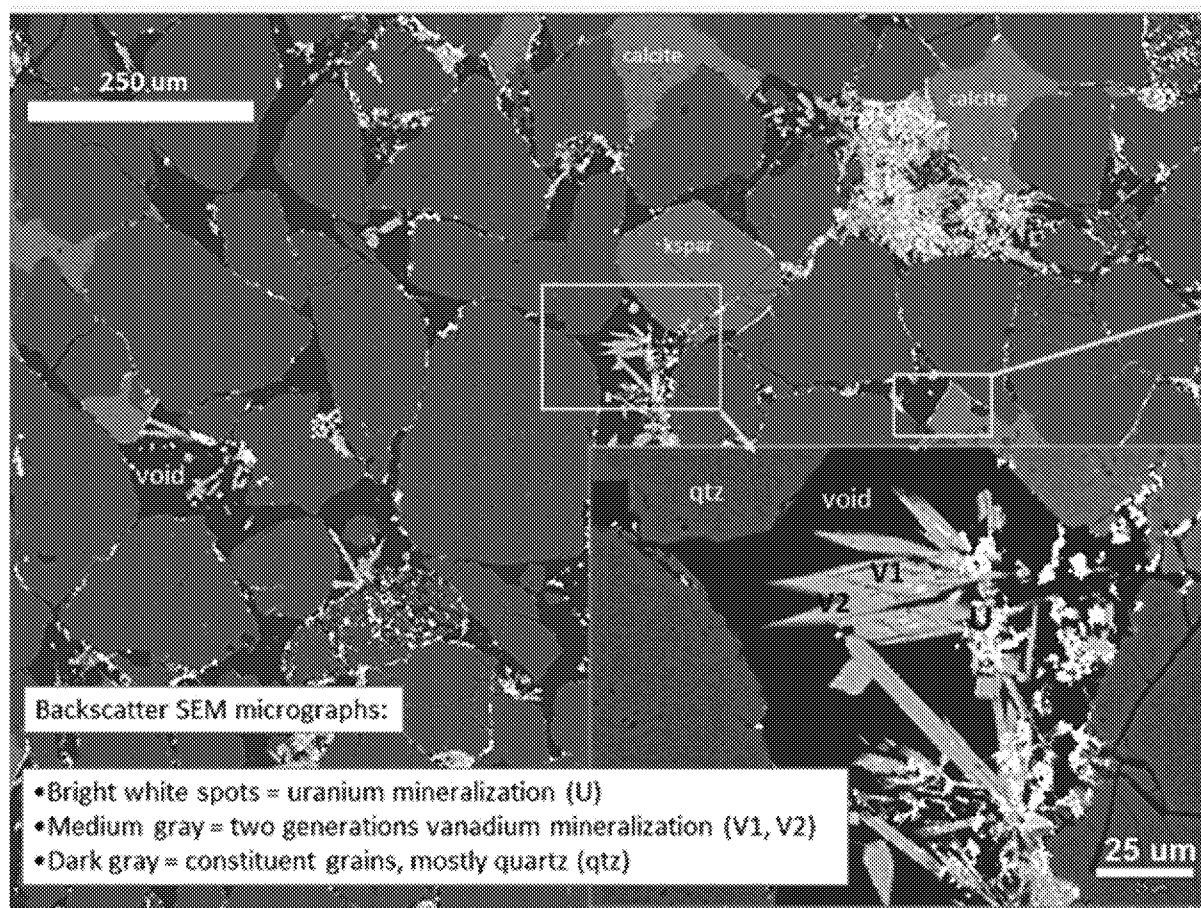 250 um
calcite
calcite
kspar
void
qtz
void
V1
V2
U
Backscatter SEM micrographs:
•Bright white spots = uranium mineralization (U)
•Medium gray = two generations vanadium mineralization (V1, V2)
•Dark gray = constituent grains, mostly quartz (qtz)
25 um